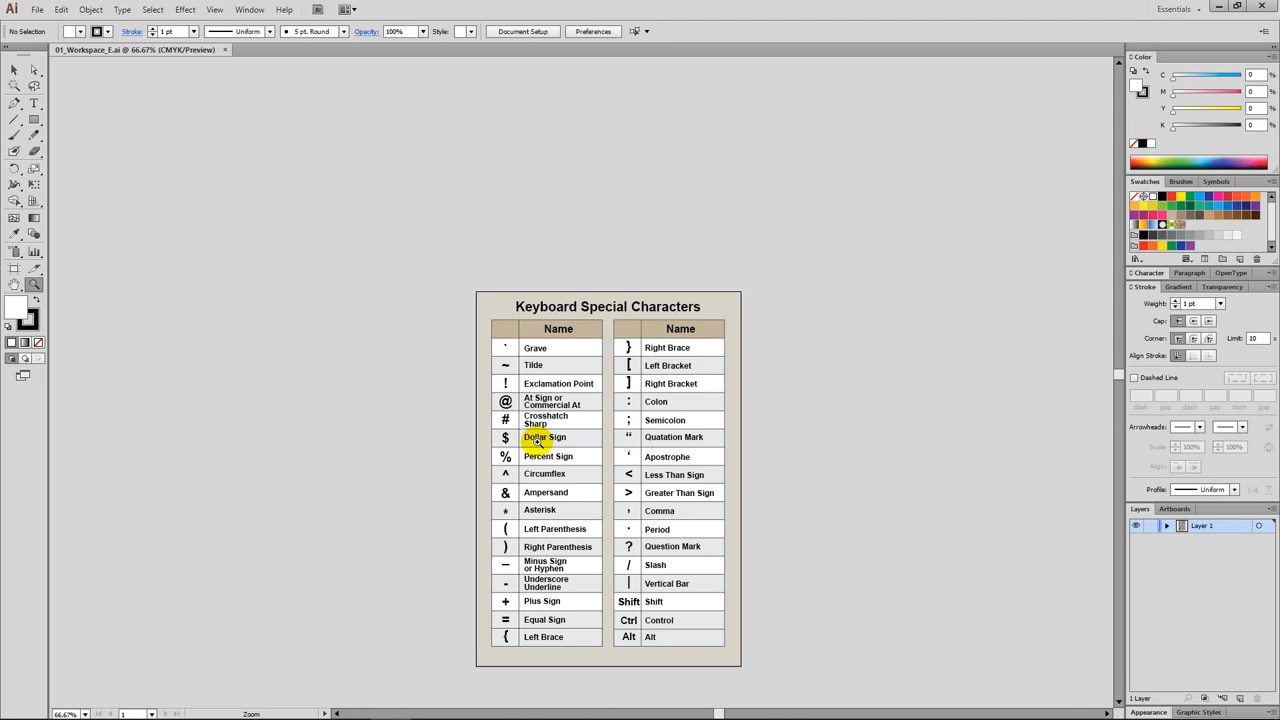 Ai File Edit Object Type Select Effect View Window Help Br Essentials
No Selection Stroke: 1 pt Uniform 5 pt. Round Opacity: 100% Style: Document Setup Preferences
01_Workspace_E.ai @ 66.67% (CMYK/Preview) ×
Color
C 0 %
M 0 %
Y 0 %
K 0 %
Swatches Brushes Symbols
Character Paragraph OpenType
Stroke Gradient Transparency
Weight: 1 pt
Cap:
Corner: Limit: 10 x
Align Stroke:
Dashed Line
dash gap dash gap dash gap
Arrowheads:
Scale: 100% 100%
Align:
Profile: Uniform
Layers Artboards
Layer 1
1 Layer
Appearance Graphic Styles
Keyboard Special Characters
Name Name
` Grave } Right Brace
~ Tilde [ Left Bracket
! Exclamation Point ] Right Bracket
@ At Sign or : Colon
Commercial At
# Crosshatch ; Semicolon
Sharp
$ Dollar Sign “ Quatation Mark
% Percent Sign ‘ Apostrophe
^ Circumflex < Less Than Sign
& Ampersand > Greater Than Sign
* Asterisk , Comma
( Left Parenthesis . Period
) Right Parenthesis ? Question Mark
– Minus Sign / Slash
or Hyphen
- Underscore | Vertical Bar
Underline
+ Plus Sign Shift Shift
= Equal Sign Ctrl Control
{ Left Brace Alt Alt
66.67% 1 Zoom